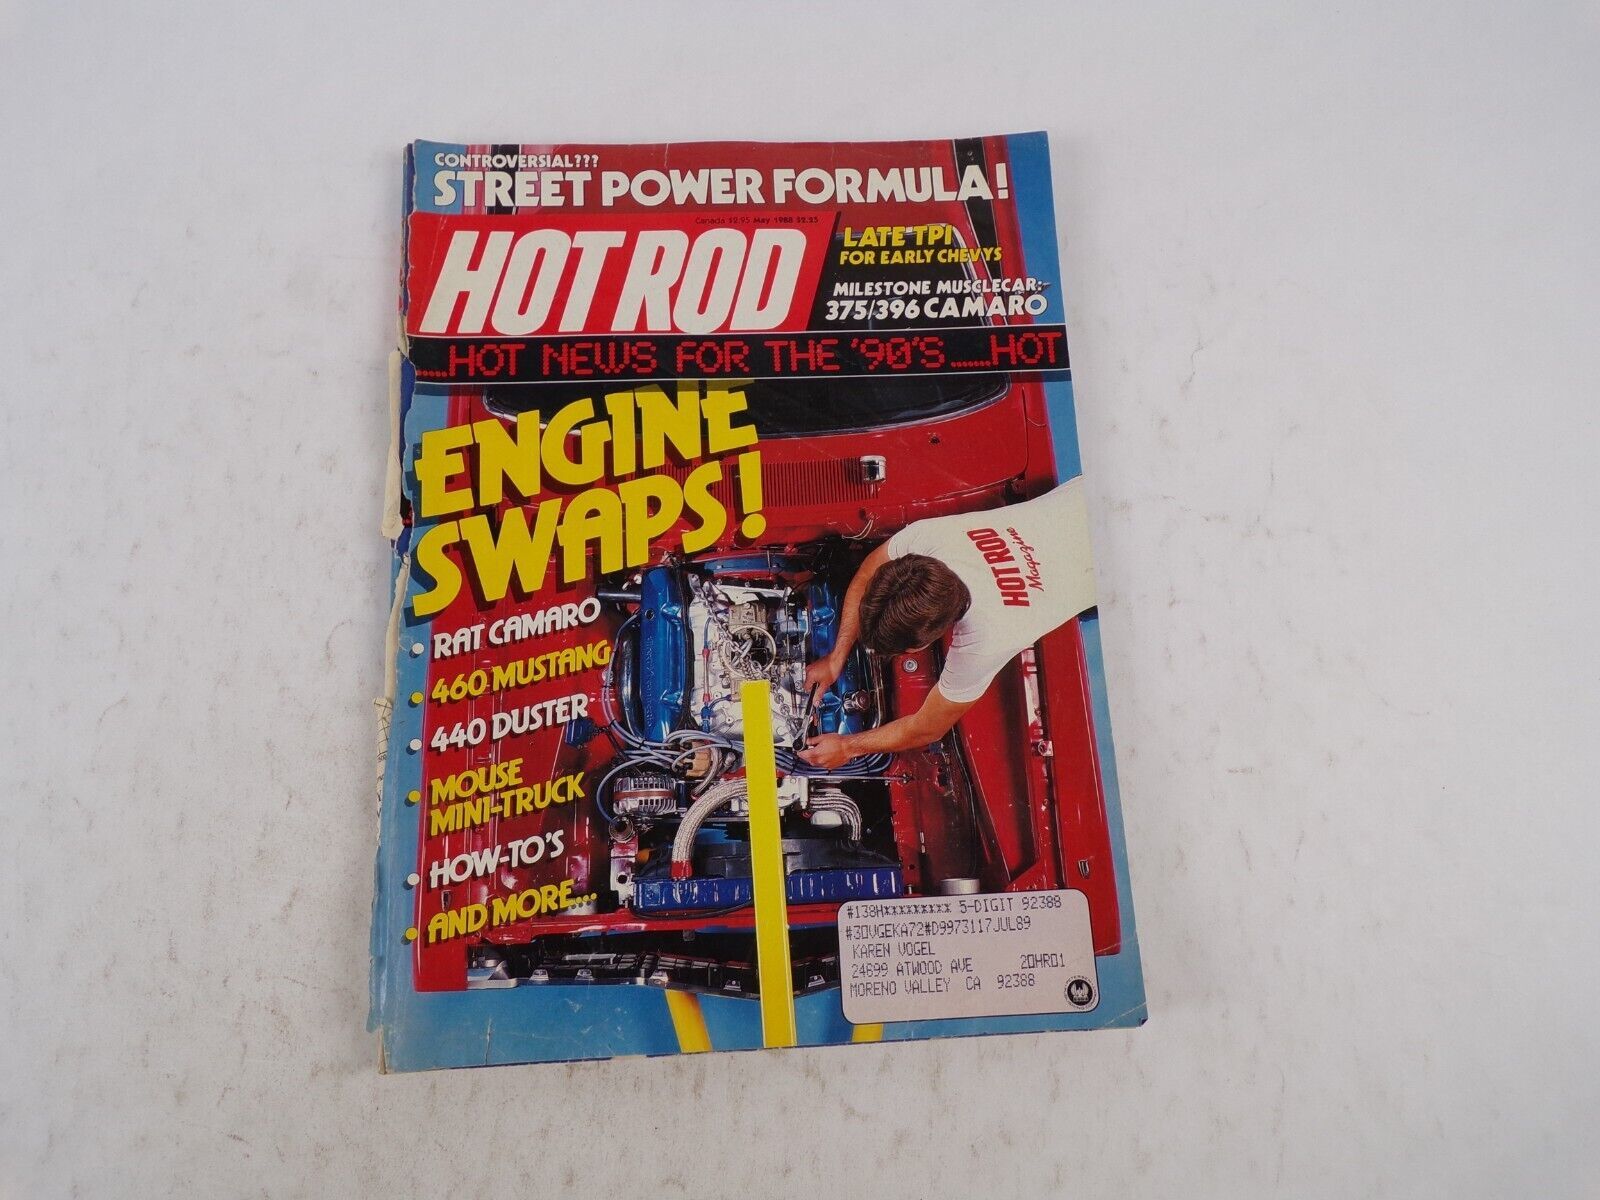 CONTROVERSIAL???
STREET POWER FORMULA!
Canada $2.95 May 1988 $2.25
HOT ROD
LATE TPI
FOR EARLY CHEVYS
MILESTONE MUSCLECAR:
375/396 CAMARO
.....HOT NEWS FOR THE '90'S.......HOT
ENGINE
SWAPS!
HOT ROD
Magazine
• RAT CAMARO
• 460 MUSTANG
• 440 DUSTER
• MOUSE
MINI-TRUCK
• HOW-TO'S
• AND MORE...
#138H********* 5-DIGIT 92388
#30VGEKA72#D9973117JUL89
KAREN VOGEL
24699 ATWOOD AVE 20HR01
MORENO VALLEY CA 92388